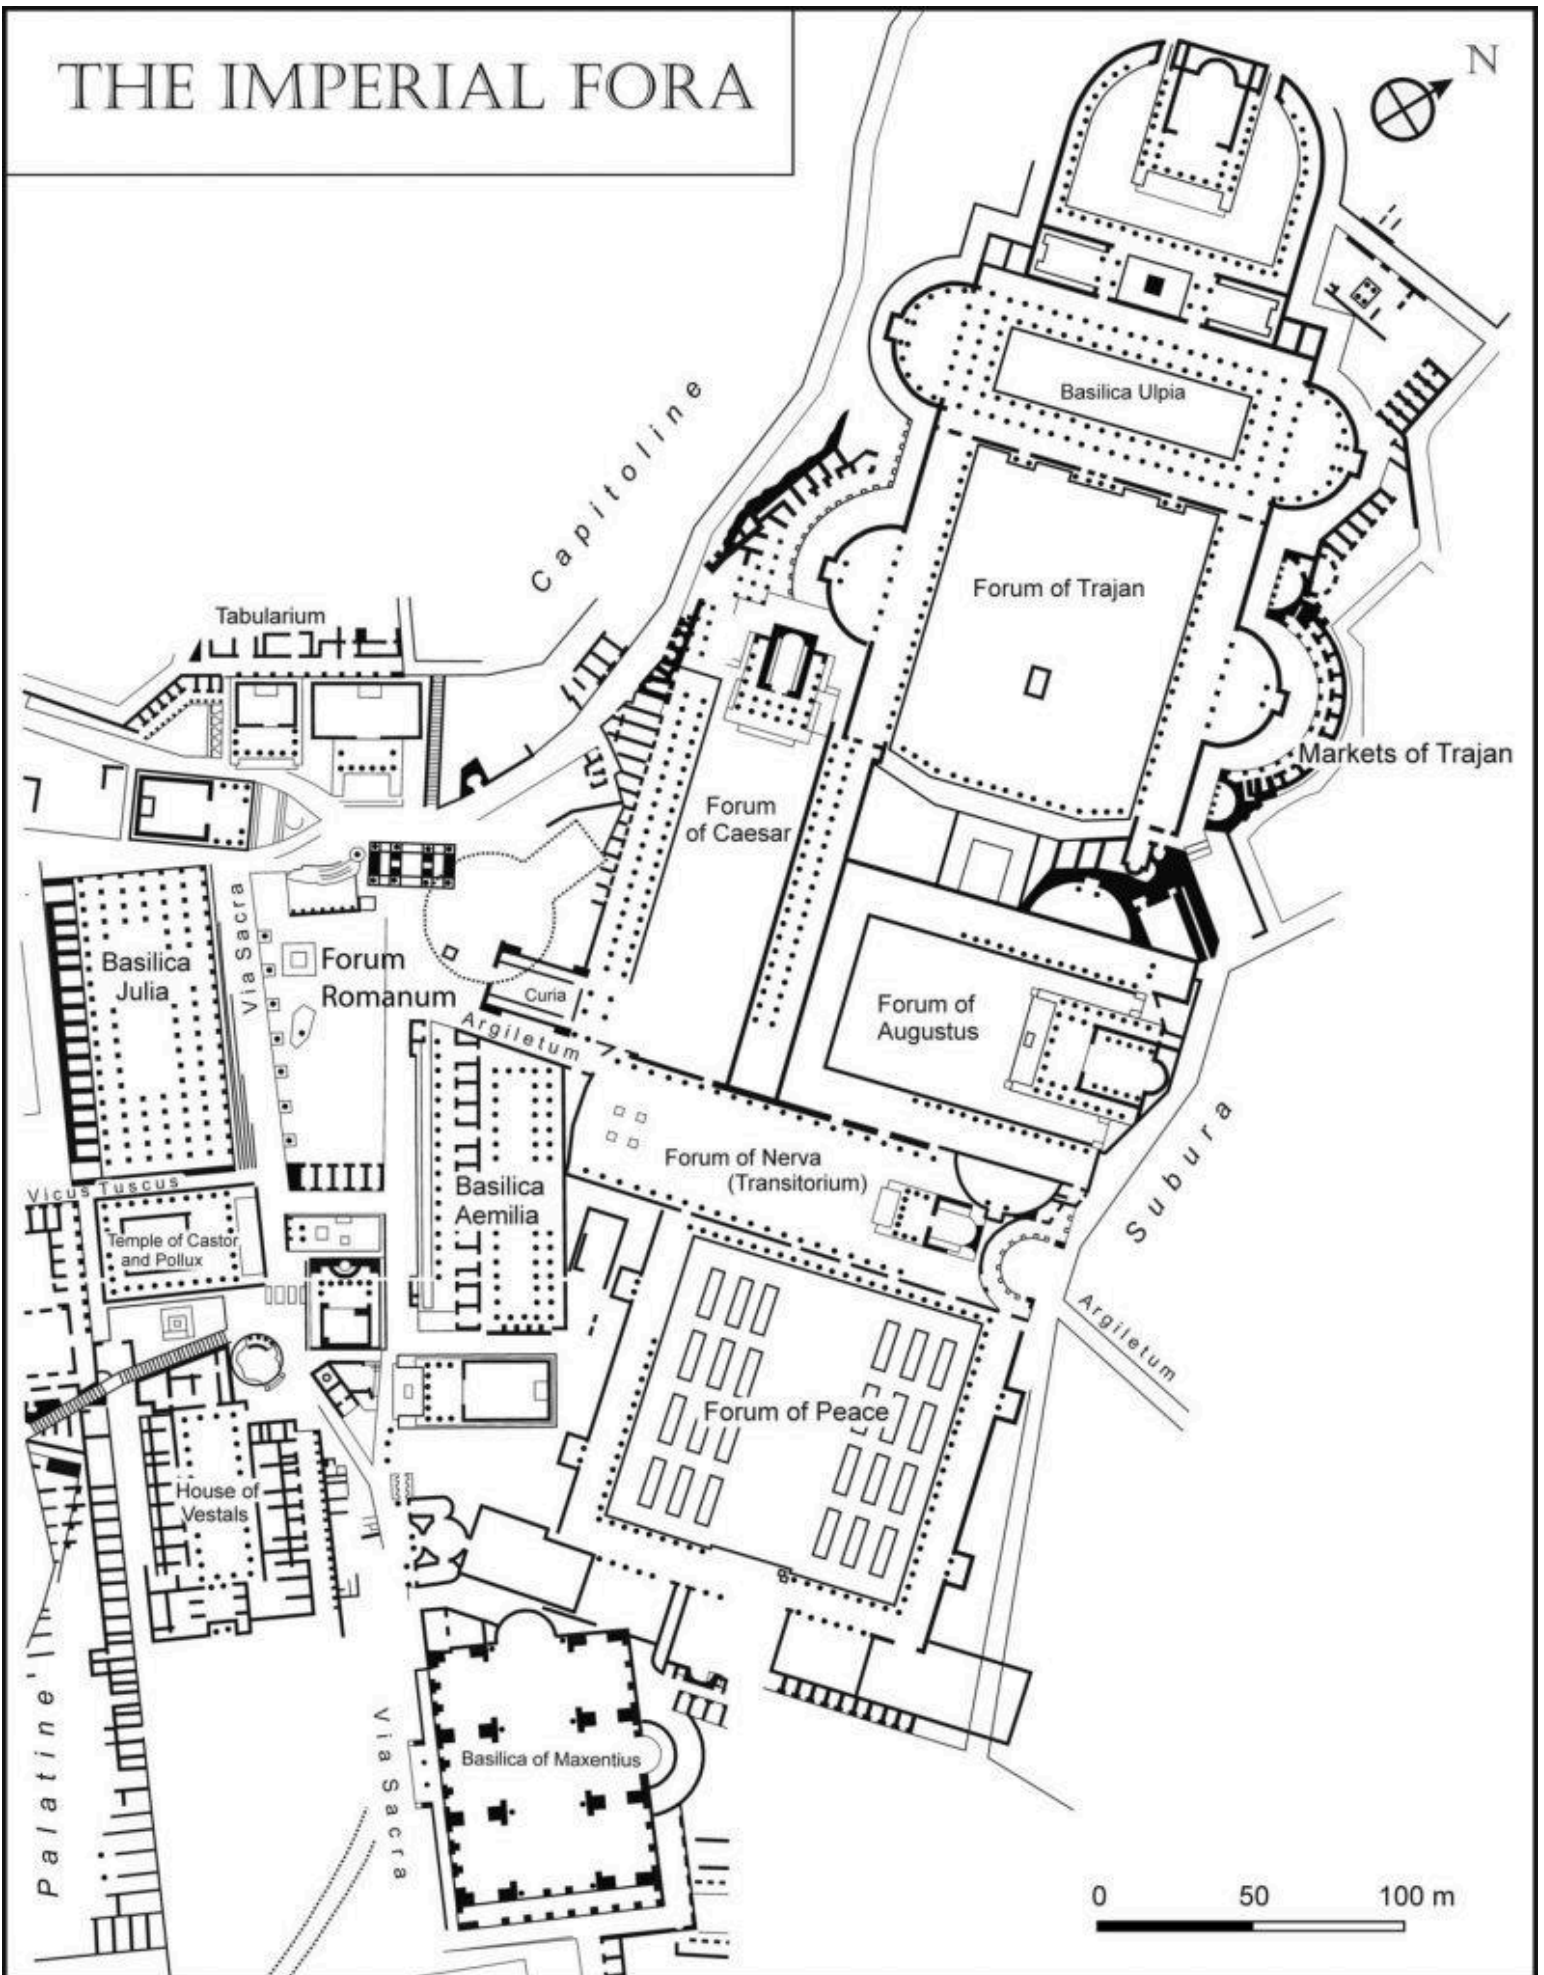 THE IMPERIAL FORA
N
Basilica Ulpia
Capitoline
Forum of Trajan
Tabularium
Markets of Trajan
Forum
of Caesar
Via Sacra
Basilica
Julia
Forum
Romanum
Curia
Forum of
Augustus
Argiletum
Subura
Forum of Nerva
(Transitorium)
Vicus Tuscus
Basilica
Aemilia
Temple of Castor
and Pollux
Argiletum
Forum of Peace
House of
Vestals
Palatine
Via Sacra
Basilica of Maxentius
0 50 100 m